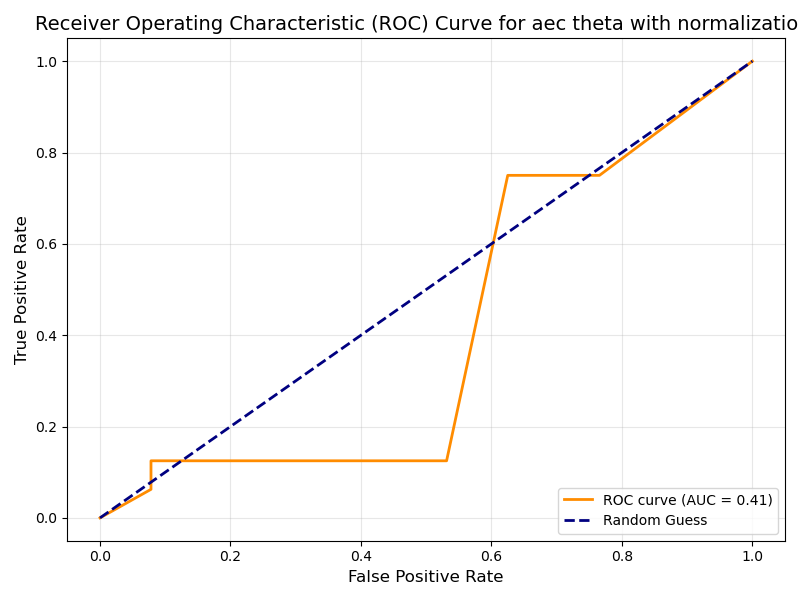 Receiver Operating Characteristic (ROC) Curve for aec theta with normalizatio
1.0
0.8
0.6
0.4
0.2
0.0
True Positive Rate
0.0 0.2 0.4 0.6 0.8 1.0
False Positive Rate
ROC curve (AUC = 0.41)
Random Guess